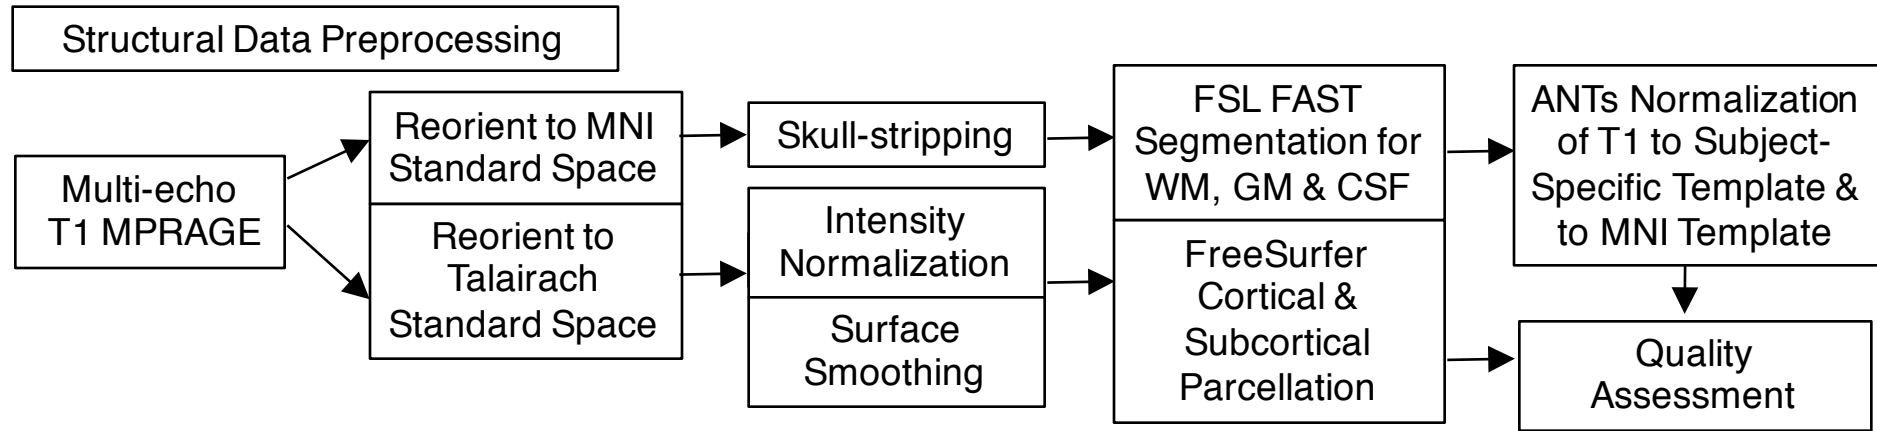 Structural Data Preprocessing
Multi-echo
T1 MPRAGE
Reorient to MNI
Standard Space
Reorient to
Talairach
Standard Space
Skull-stripping
Intensity
Normalization
Surface
Smoothing
FSL FAST
Segmentation for
WM, GM & CSF
FreeSurfer
Cortical &
Subcortical
Parcellation
ANTs Normalization
of T1 to Subject-
Specific Template &
to MNI Template
Quality
Assessment